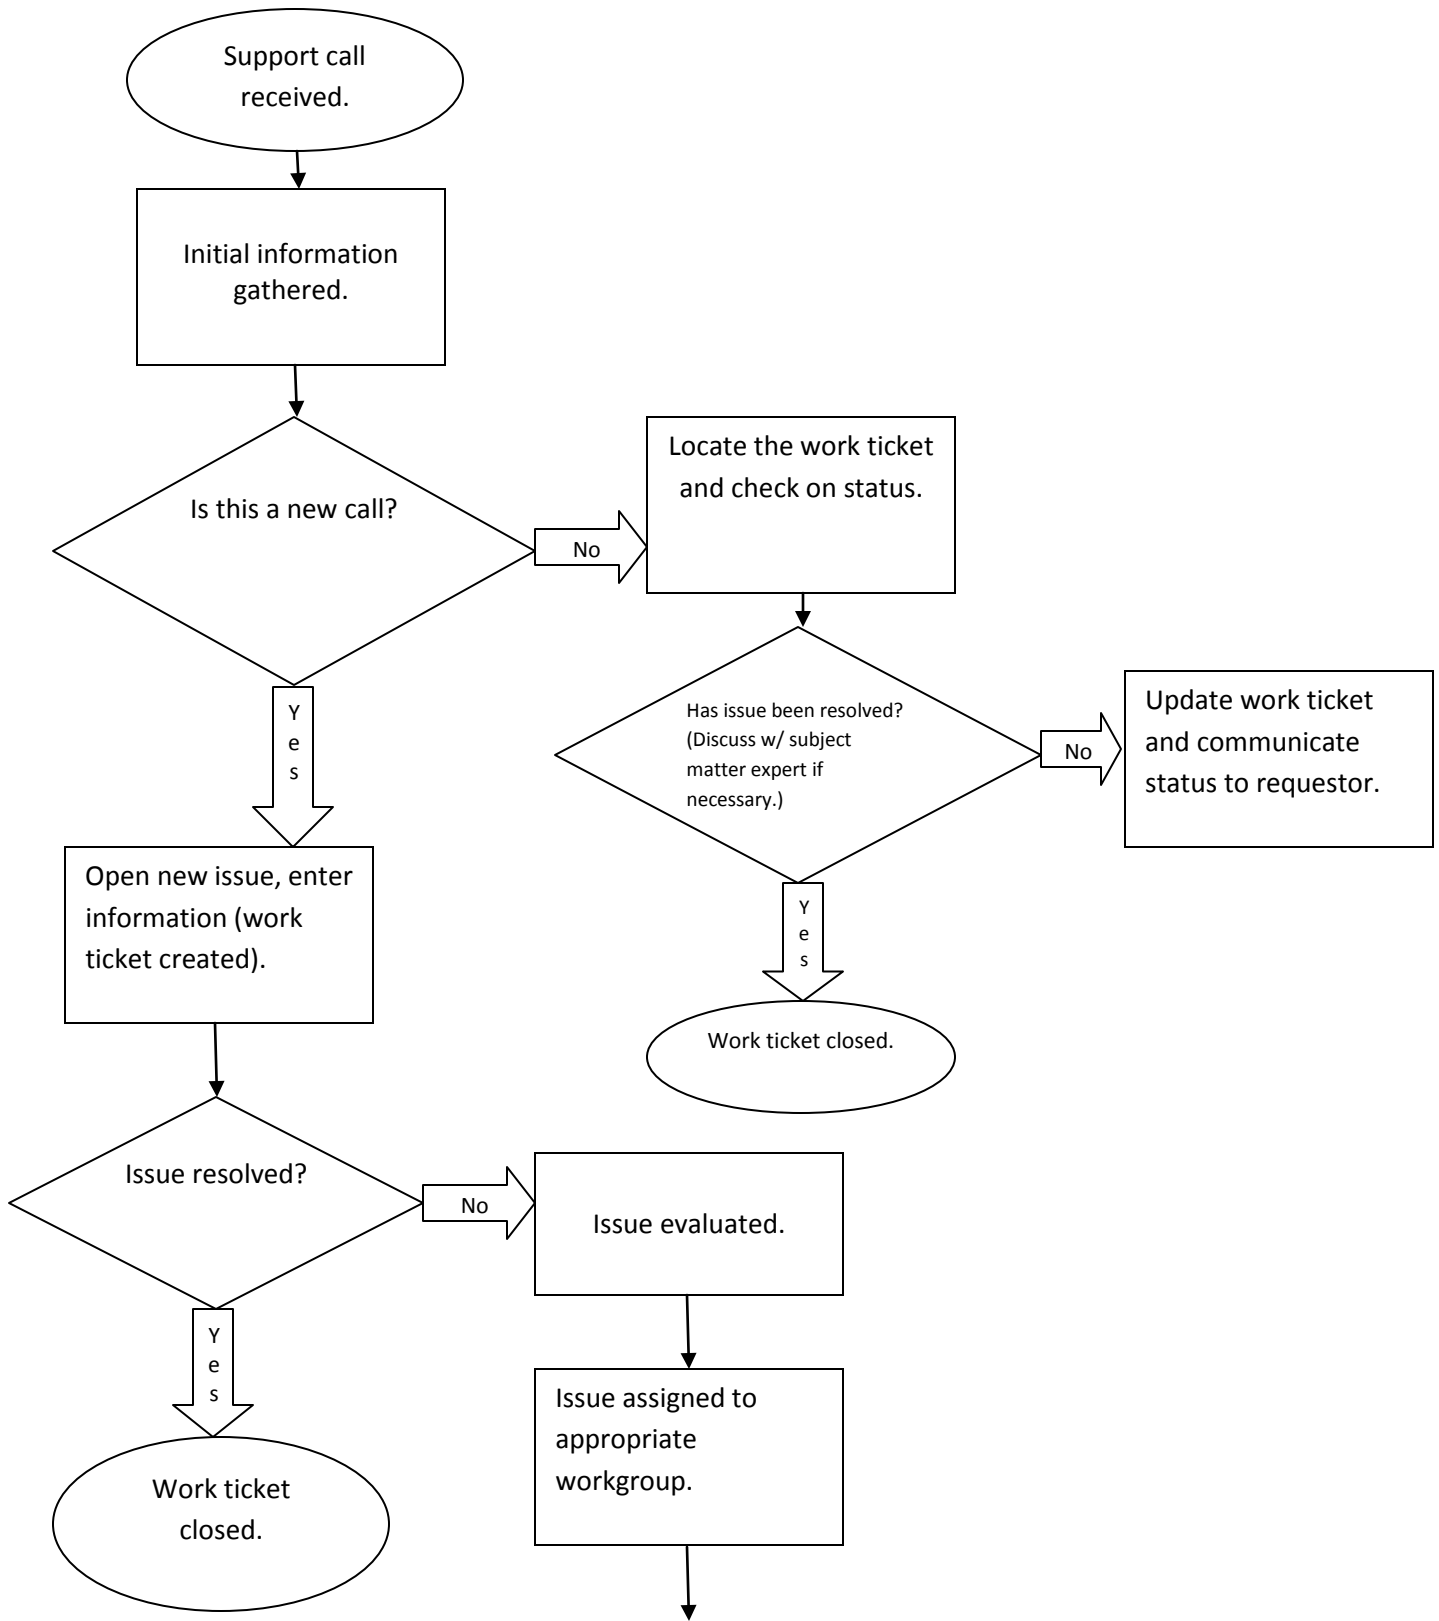 Support call
received.
Initial information
gathered.
Is this a new call?
No
Locate the work ticket
and check on status.
Has issue been resolved?
(Discuss w/ subject
matter expert if
necessary.)
No
Update work ticket
and communicate
status to requestor.
Yes
Work ticket closed.
Yes
Open new issue, enter
information (work
ticket created).
Issue resolved?
No
Issue evaluated.
Issue assigned to
appropriate
workgroup.
Yes
Work ticket
closed.